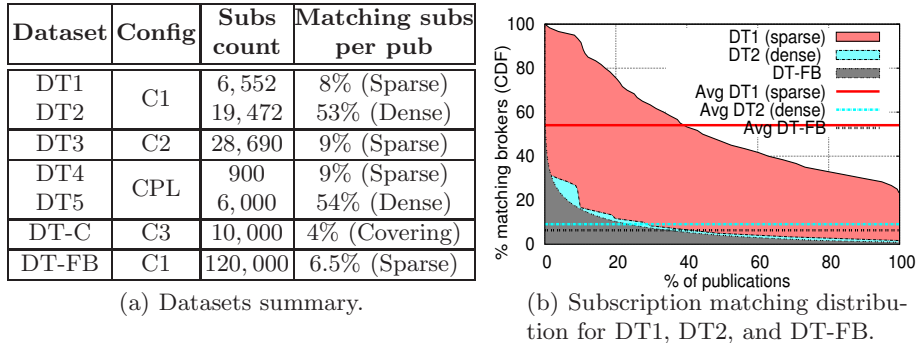 Dataset Config Subs count Matching subs per pub
DT1 C1 6,552 8% (Sparse)
DT2 19,472 53% (Dense)
DT3 C2 28,690 9% (Sparse)
DT4 CPL 900 9% (Sparse)
DT5 6,000 54% (Dense)
DT-C C3 10,000 4% (Covering)
DT-FB C1 120,000 6.5% (Sparse)
(a) Datasets summary.
% matching brokers (CDF)
100
80
60
40
20
0
DT1 (sparse)
DT2 (dense)
DT-FB
Avg DT1 (sparse)
Avg DT2 (dense)
Avg DT-FB
0 20 40 60 80 100
% of publications
(b) Subscription matching distribu-
tion for DT1, DT2, and DT-FB.